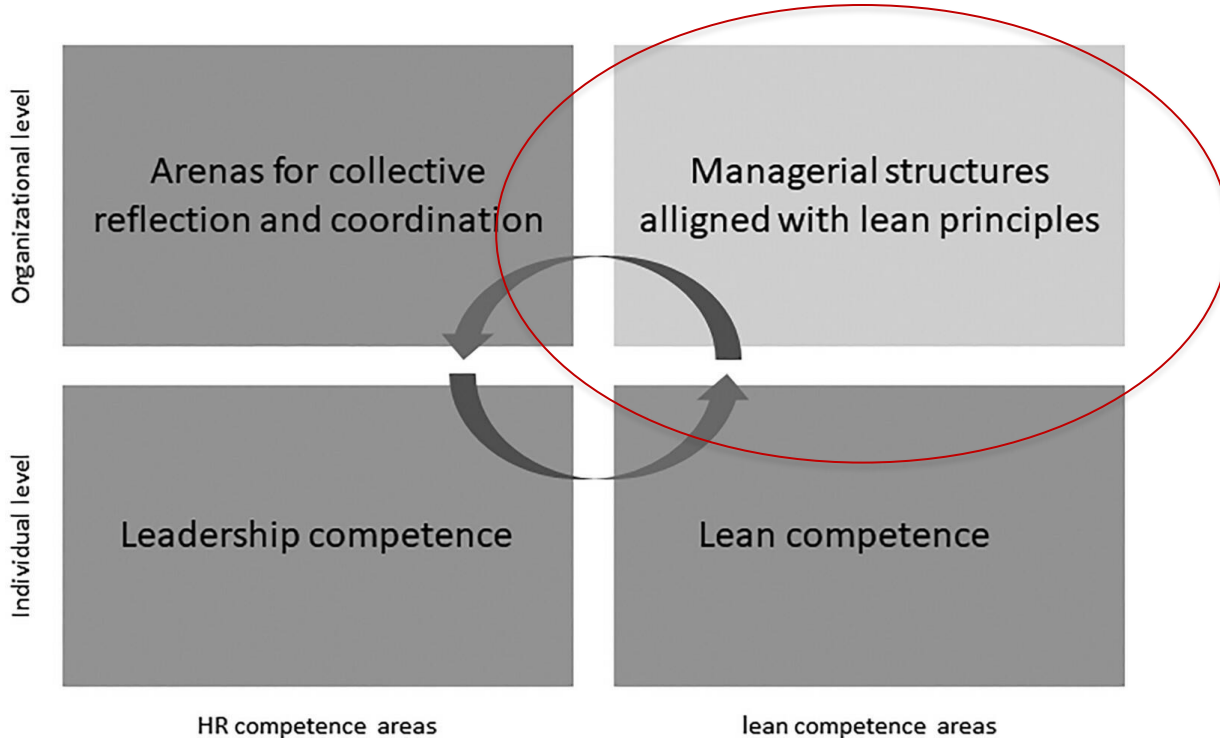 Organizational level
Arenas for collective
reflection and coordination
Managerial structures
alligned with lean principles
Individual level
Leadership competence
Lean competence
HR competence areas
lean competence areas